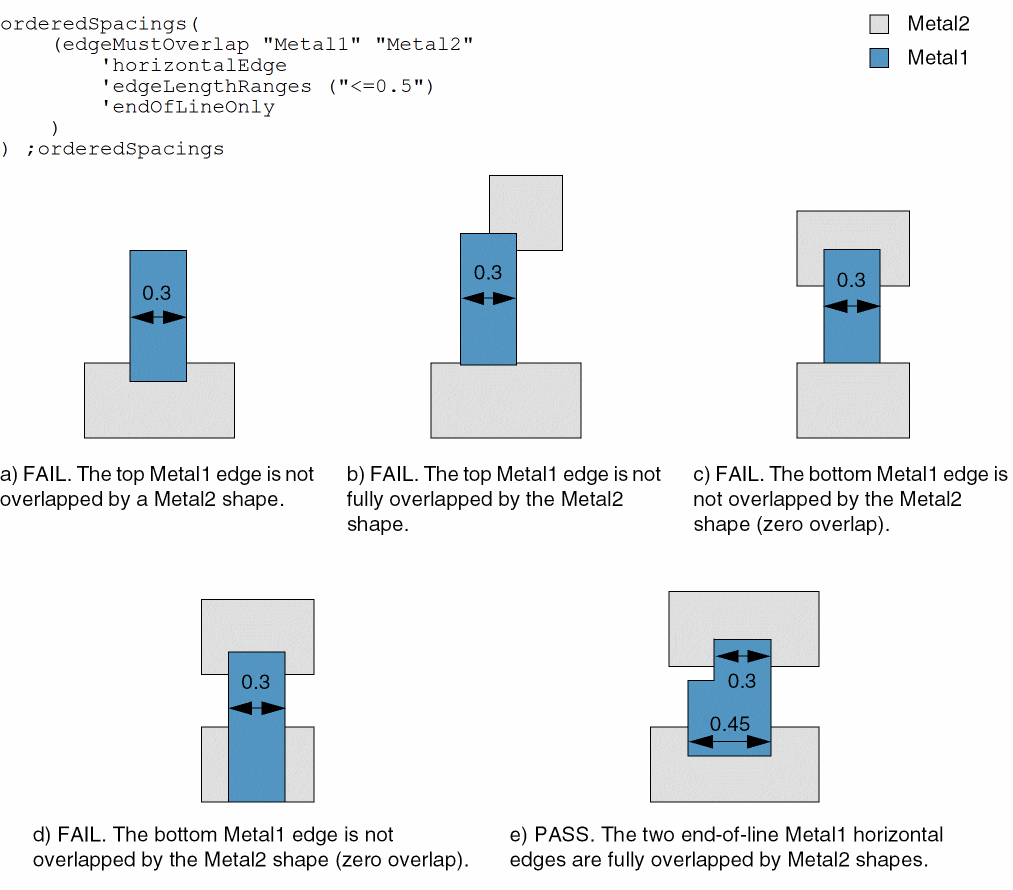 orderedSpacings(
    (edgeMustOverlap "Metal1" "Metal2"
        'horizontalEdge
        'edgeLengthRanges ("<=0.5")
        'endOfLineOnly
    )
) ;orderedSpacings
Metal2
Metal1
0.3
0.3
0.3
a) FAIL. The top Metal1 edge is not
overlapped by a Metal2 shape.
b) FAIL. The top Metal1 edge is not
fully overlapped by the Metal2
shape.
c) FAIL. The bottom Metal1 edge is
not overlapped by the Metal2
shape (zero overlap).
0.3
0.3
0.45
d) FAIL. The bottom Metal1 edge is not
overlapped by the Metal2 shape (zero overlap).
e) PASS. The two end-of-line Metal1 horizontal
edges are fully overlapped by Metal2 shapes.